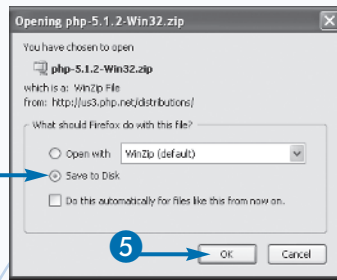 Opening php-5.1.2-Win32.zip
You have chosen to open
php-5.1.2-Win32.zip
which is a: WinZip File
from: http://us3.php.net/distributions/
What should Firefox do with this file?
Open with WinZip (default)
Save to Disk
Do this automatically for files like this from now on.
5 OK Cancel